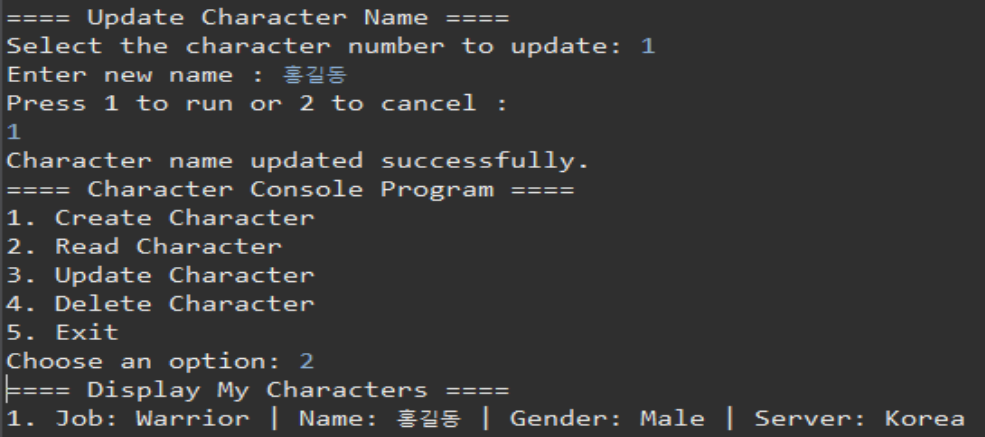 ==== Update Character Name ====
Select the character number to update: 1
Enter new name : 홍길동
Press 1 to run or 2 to cancel :
1
Character name updated successfully.
==== Character Console Program ====
1. Create Character
2. Read Character
3. Update Character
4. Delete Character
5. Exit
Choose an option: 2
==== Display My Characters ====
1. Job: Warrior | Name: 홍길동 | Gender: Male | Server: Korea